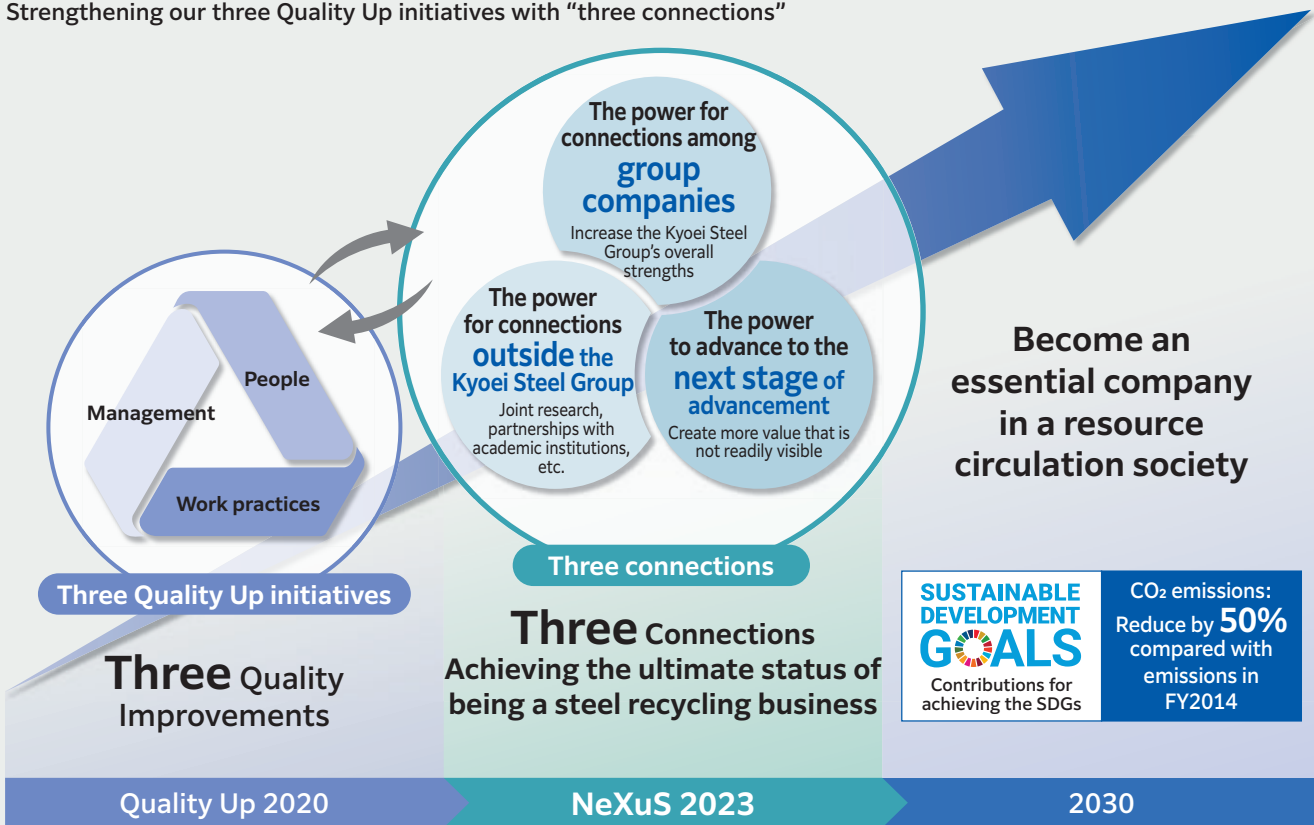 Strengthening our three Quality Up initiatives with “three connections”
The power for
connections among
group
companies
Increase the Kyoei Steel
Group’s overall
strengths
The power
for connections
outside the
Kyoei Steel Group
Joint research,
partnerships with
academic institutions,
etc.
The power
to advance to the
next stage of
advancement
Create more value that is
not readily visible
People
Management
Work practices
Three Quality Up initiatives
Three Quality
Improvements
Three connections
Three Connections
Achieving the ultimate status of
being a steel recycling business
Become an
essential company
in a resource
circulation society
SUSTAINABLE
DEVELOPMENT
GOALS
Contributions for
achieving the SDGs
CO₂ emissions:
Reduce by 50%
compared with
emissions in
FY2014
Quality Up 2020
NeXuS 2023
2030